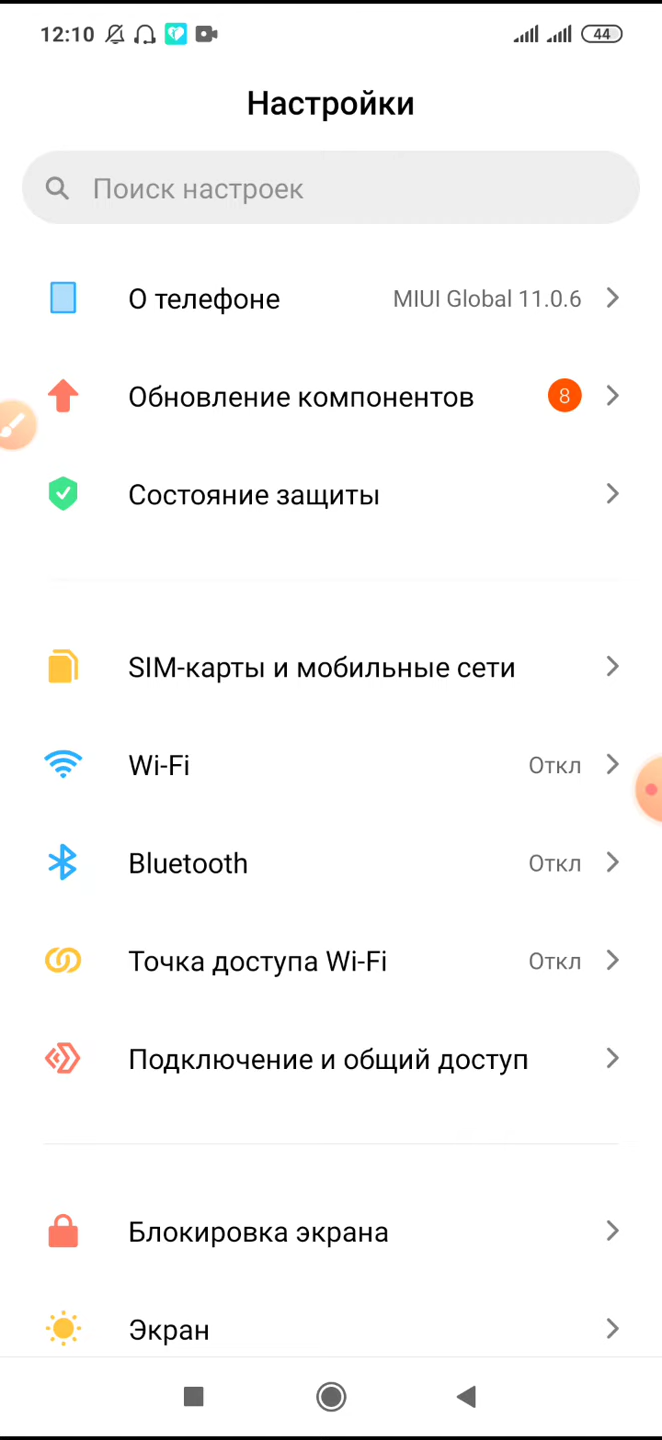 12:10 44
Настройки
Поиск настроек
О телефоне MIUI Global 11.0.6
Обновление компонентов 8
Состояние защиты
SIM-карты и мобильные сети
Wi-Fi Откл
Bluetooth Откл
Точка доступа Wi-Fi Откл
Подключение и общий доступ
Блокировка экрана
Экран